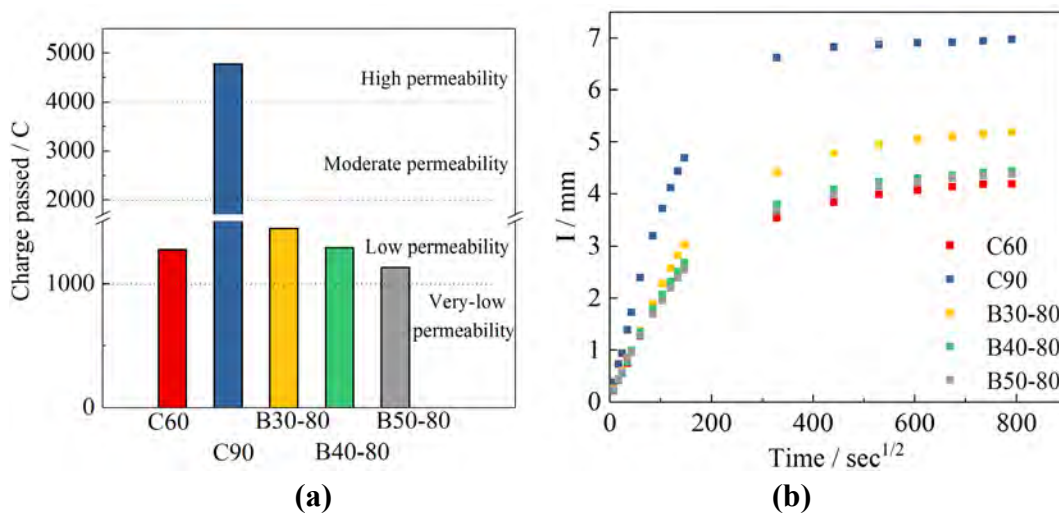 5000
4000
3000
2000
1000
0
Charge passed / C
High permeability
Moderate permeability
Low permeability
Very-low
permeability
C60
B30-80
B50-80
C90
B40-80
(a)
7
6
5
4
3
2
1
0
I / mm
C60
C90
B30-80
B40-80
B50-80
0
200
400
600
800
Time / sec^{1/2}
(b)